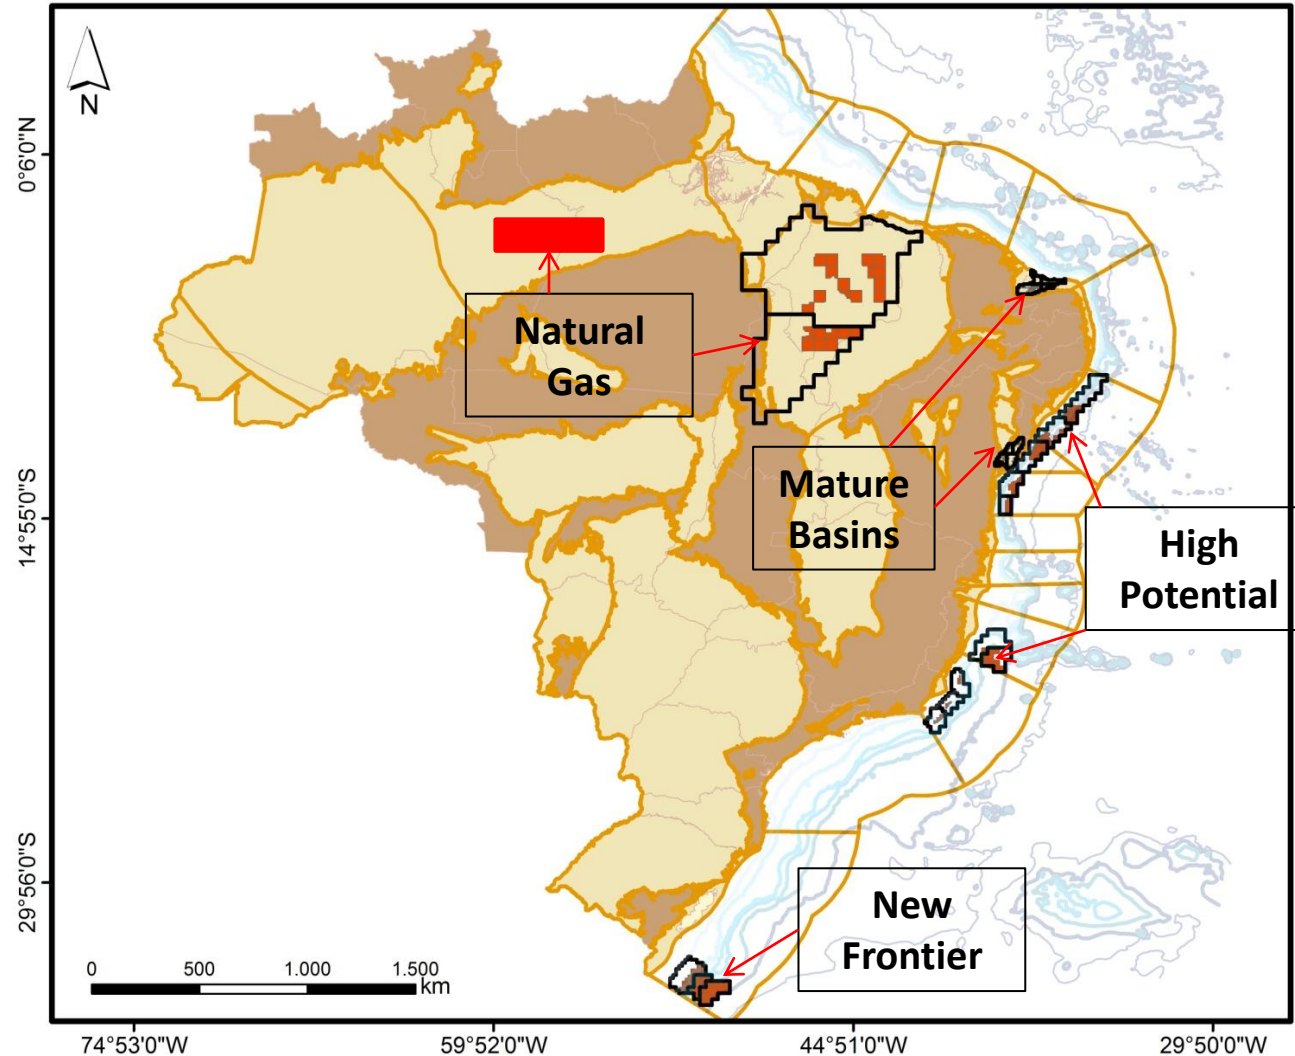 N
0°6'0"N
14°55'0"S
29°56'0"S
Natural
Gas
Mature
Basins
High
Potential
New
Frontier
0 500 1.000 1.500
km
74°53'0"W 59°52'0"W 44°51'0"W 29°50'0"W